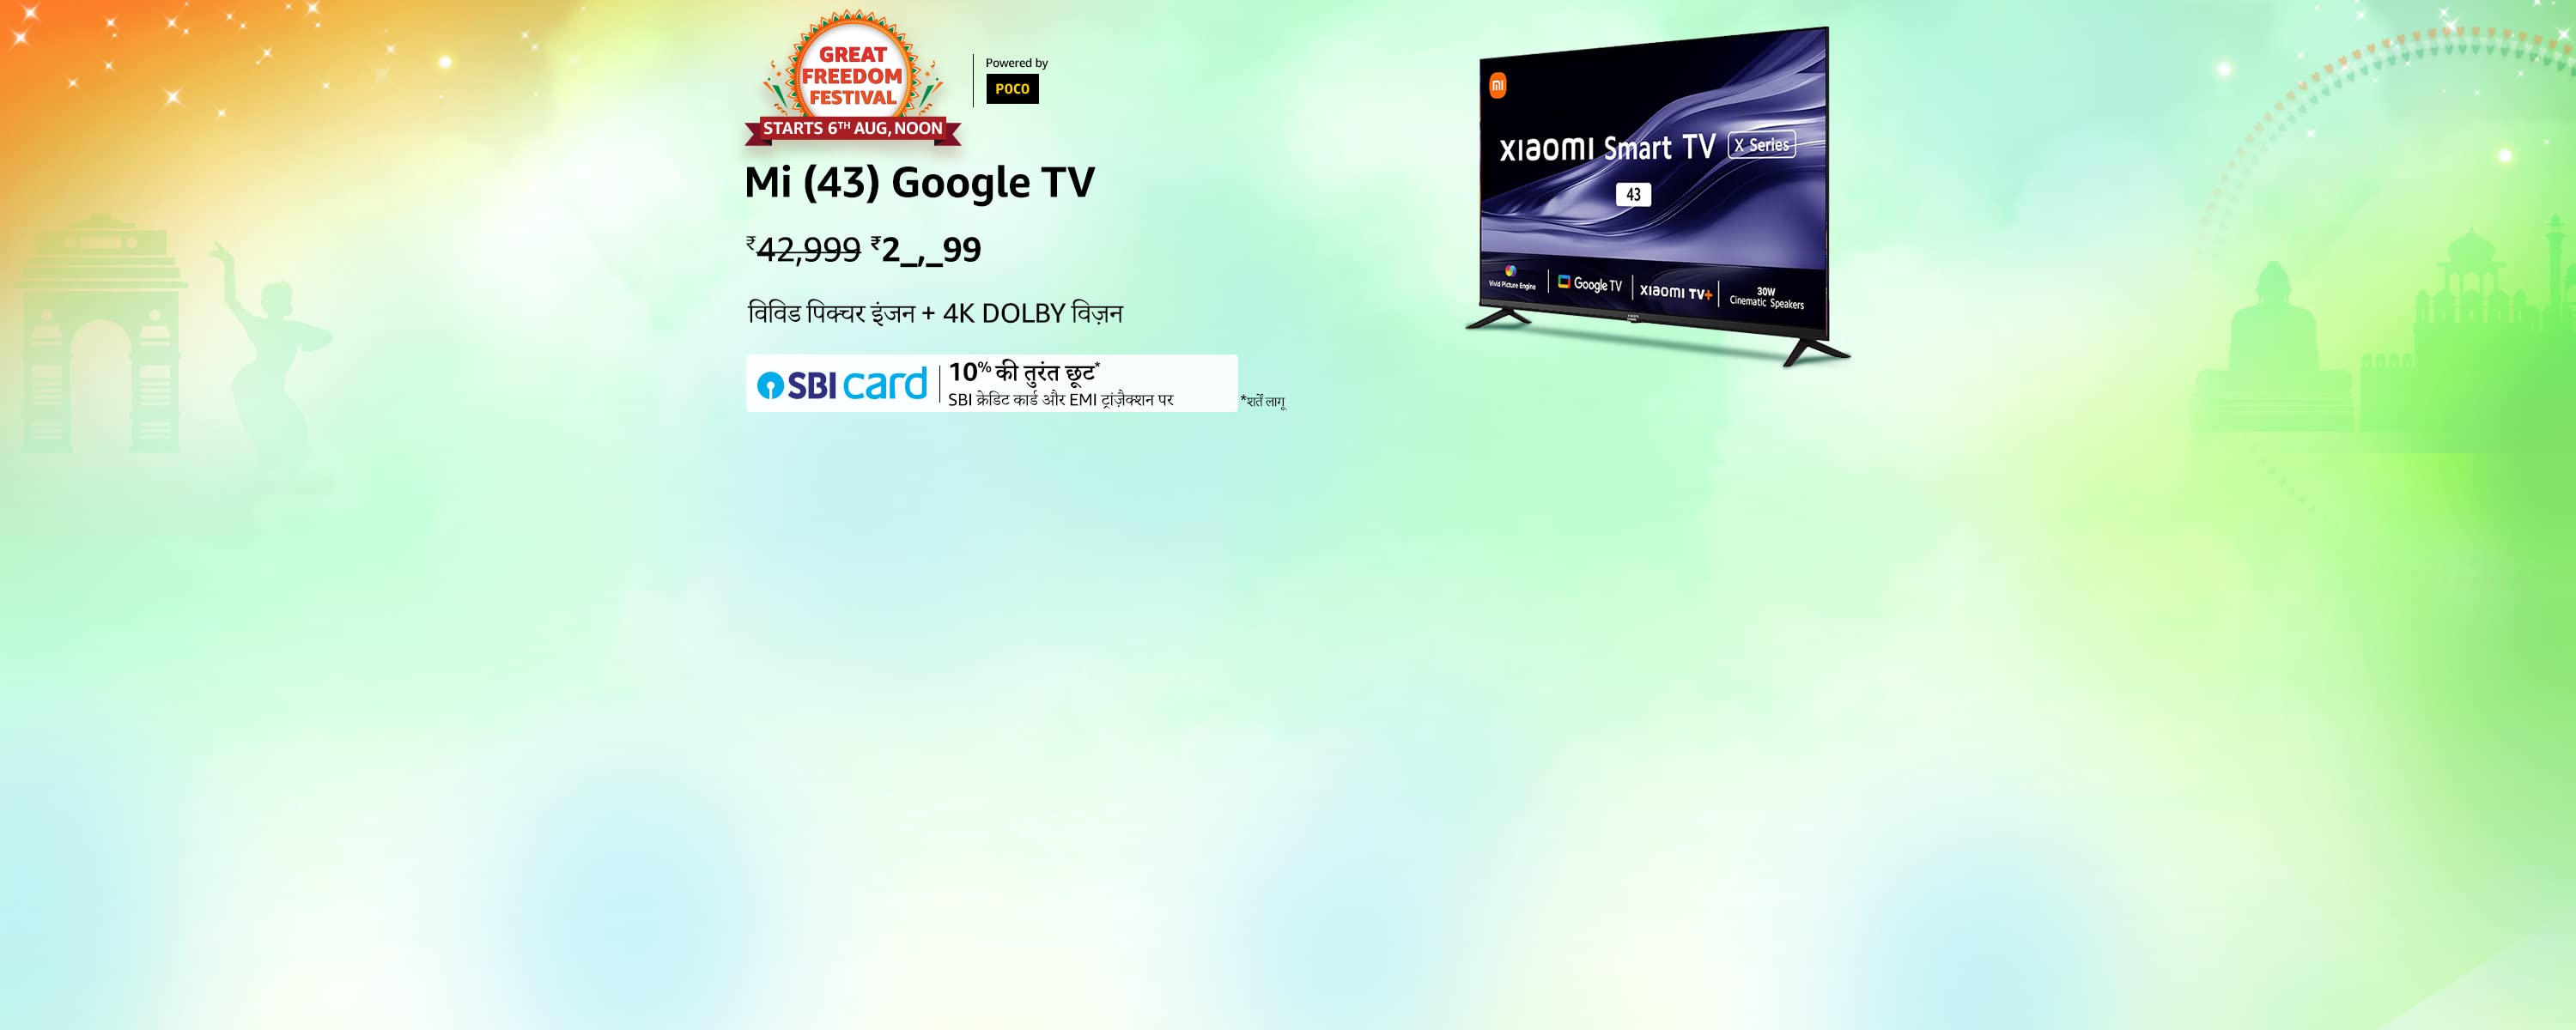 GREAT
FREEDOM
FESTIVAL
STARTS 6TH AUG, NOON
Powered by
POCO
Mi (43) Google TV
₹42,999 ₹2_,_99
विविड पिक्चर इंजन + 4K DOLBY विज़न
SBI card
10% की तुरंत छूट*
SBI क्रेडिट कार्ड और EMI ट्रांज़ैक्शन पर
*शर्तें लागू
mi
xiaomi Smart TV X Series
43
Vivid Picture Engine
Google TV
xiaomi TV+
30W
Cinematic Speakers